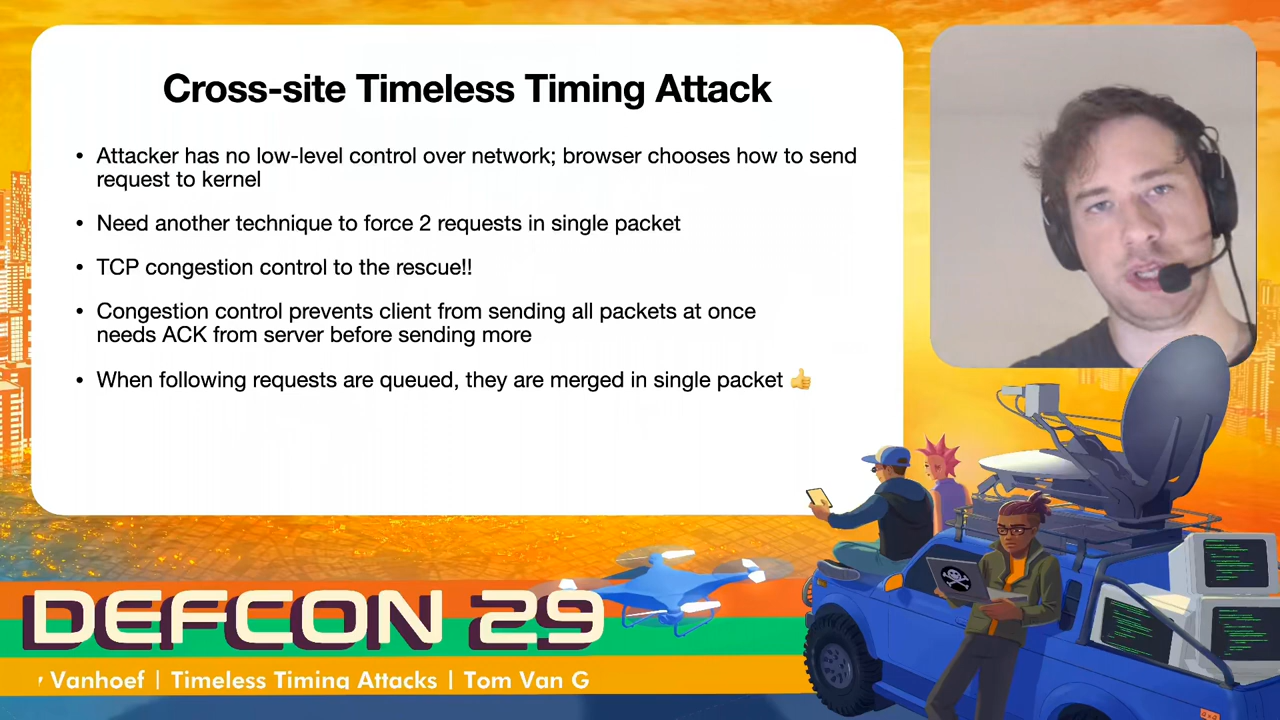 Cross-site Timeless Timing Attack
• Attacker has no low-level control over network; browser chooses how to send
request to kernel
• Need another technique to force 2 requests in single packet
• TCP congestion control to the rescue!!
• Congestion control prevents client from sending all packets at once
needs ACK from server before sending more
• When following requests are queued, they are merged in single packet 👍
DEFCON 29
Vanhoef | Timeless Timing Attacks | Tom Van G